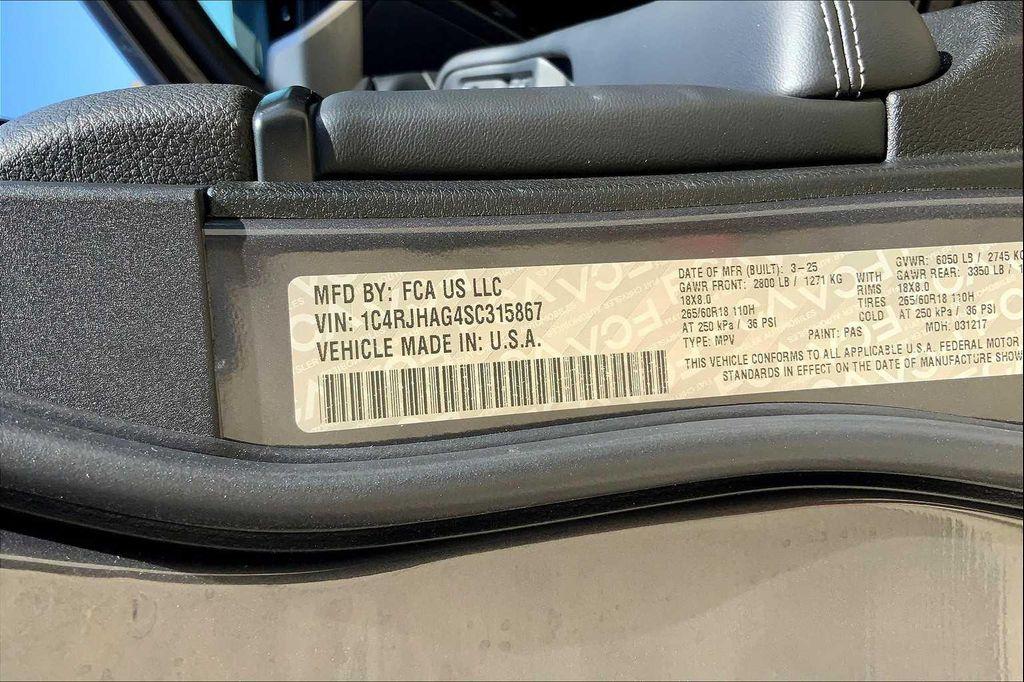 MFD BY: FCA US LLC
VIN: 1C4RJHAG4SC315867
VEHICLE MADE IN: U.S.A.
DATE OF MFR (BUILT): 3-25 GVWR: 6050 LB / 2745 KG
GAWR FRONT: 2800 LB / 1271 KG WITH GAWR REAR: 3350 LB /
18X8.0 RIMS 18X8.0
265/60R18 110H TIRES 265/60R18 110H
AT 250 kPa / 36 PSI COLD AT 250 kPa / 36 PSI
TYPE: MPV PAINT: PAS MDH: 031217
THIS VEHICLE CONFORMS TO ALL APPLICABLE U.S.A. FEDERAL MOTOR
STANDARDS IN EFFECT ON THE DATE OF MANUFACTURE SHOW